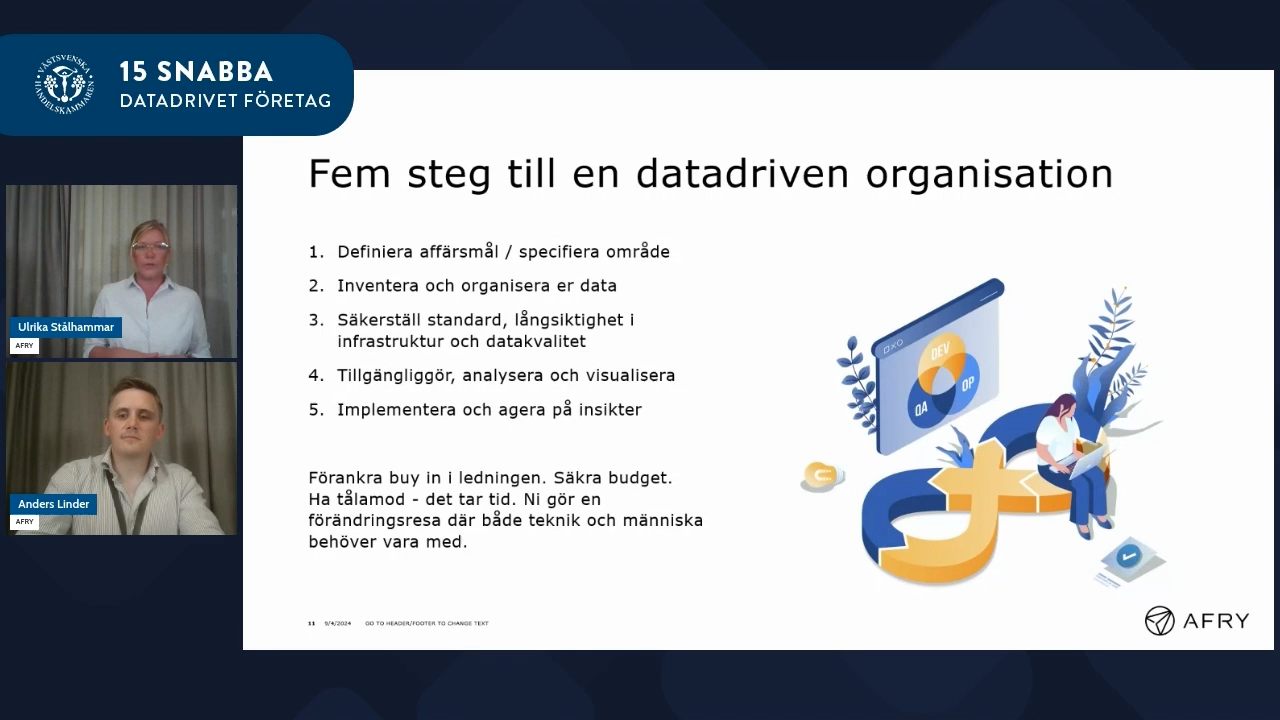 VÄSTSVENSKA
HANDELSKAMMAREN
15 SNABBA
DATADRIVET FÖRETAG
Ulrika Stålhammar
AFRY
Anders Linder
AFRY
Fem steg till en datadriven organisation
1. Definiera affärsmål / specifiera område
2. Inventera och organisera er data
3. Säkerställ standard, långsiktighet i
infrastruktur och datakvalitet
4. Tillgängliggör, analysera och visualisera
5. Implementera och agera på insikter
Förankra buy in i ledningen. Säkra budget.
Ha tålamod - det tar tid. Ni gör en
förändringsresa där både teknik och människa
behöver vara med.
DEV
OP
QA
11 9/4/2024 GO TO HEADER/FOOTER TO CHANGE TEXT
AFRY